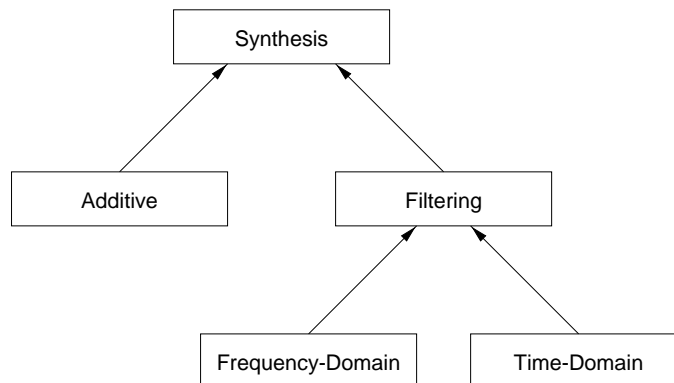 Synthesis
Additive
Filtering
Frequency-Domain
Time-Domain